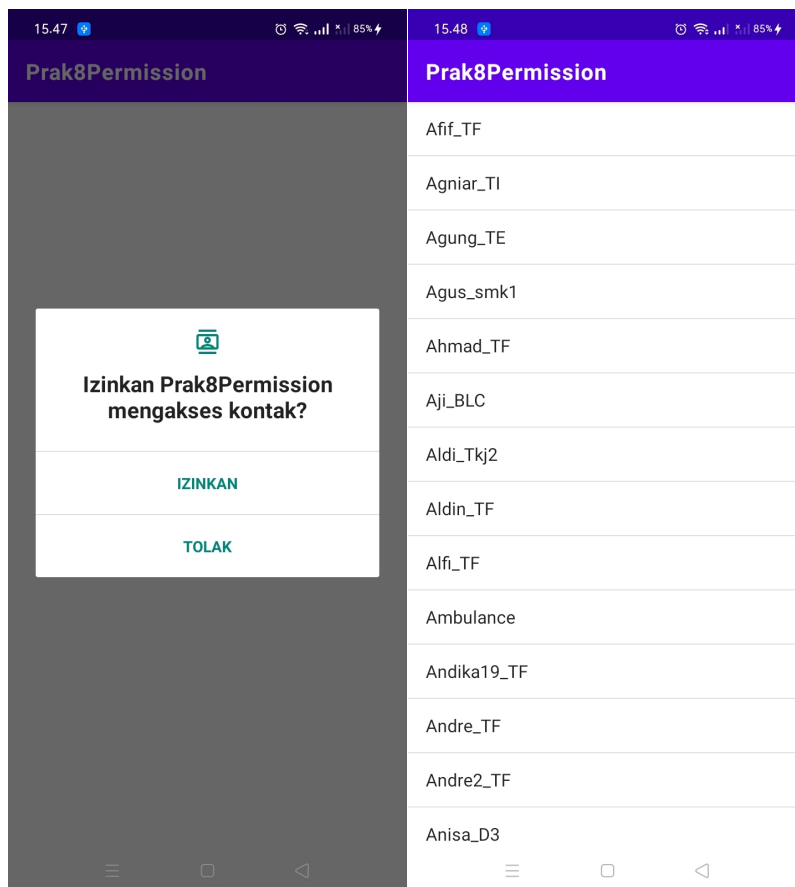 15.47
85%
Prak8Permission
Izinkan Prak8Permission
mengakses kontak?
IZINKAN
TOLAK
15.48
85%
Prak8Permission
Afif_TF
Agniar_TI
Agung_TE
Agus_smk1
Ahmad_TF
Aji_BLC
Aldi_Tkj2
Aldin_TF
Alfi_TF
Ambulance
Andika19_TF
Andre_TF
Andre2_TF
Anisa_D3